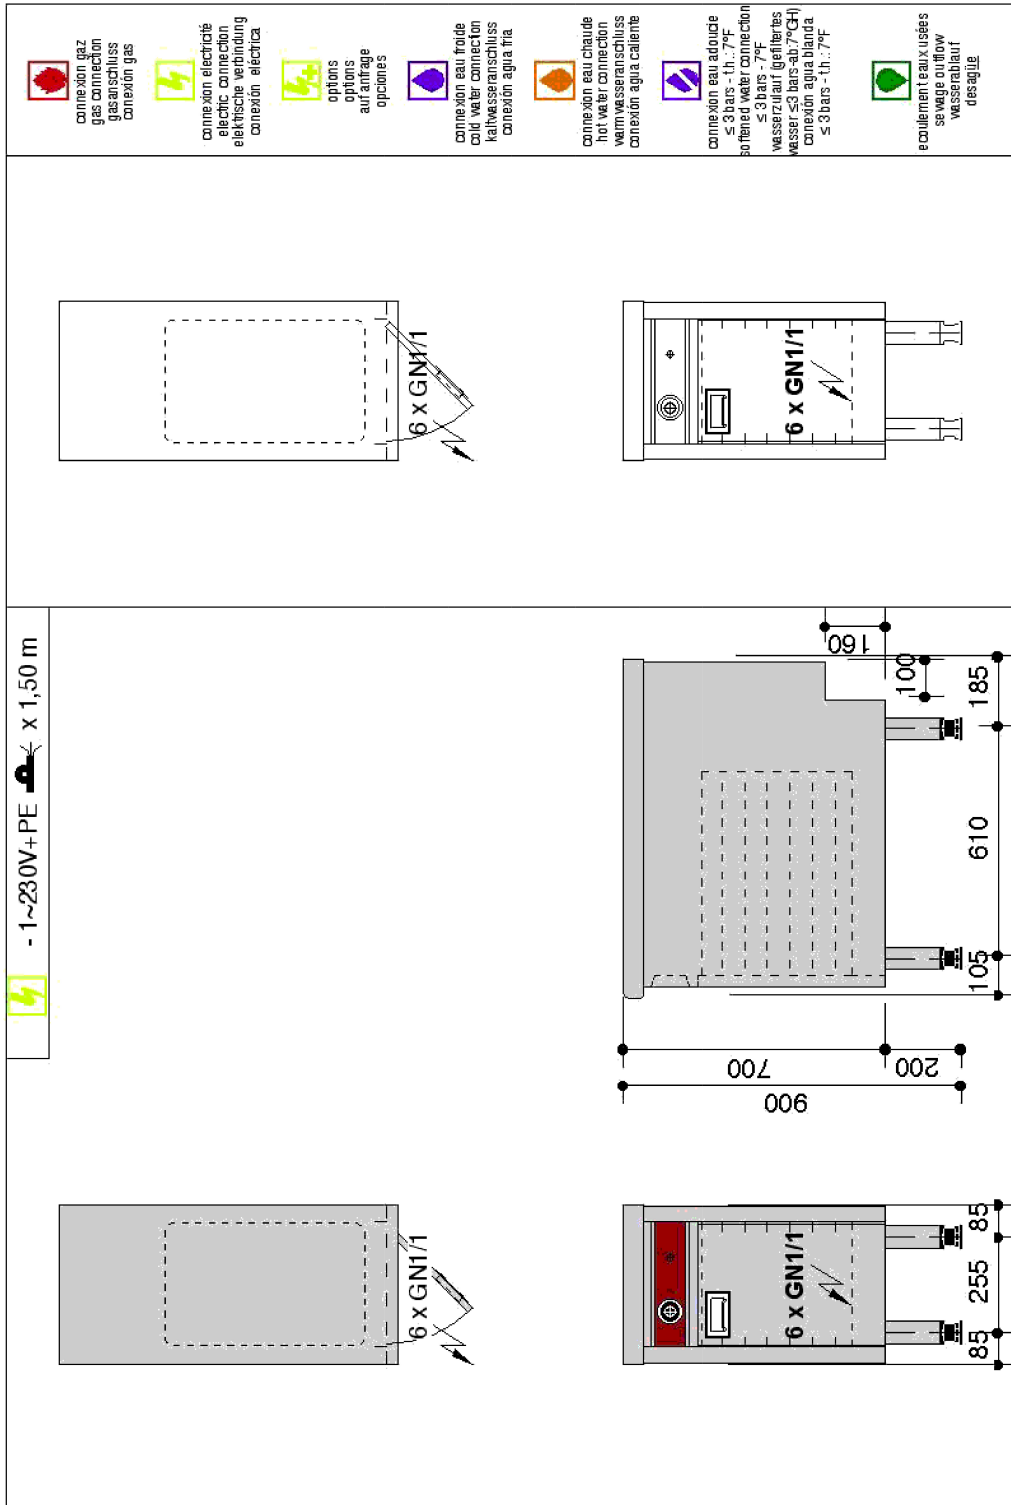 connexion gaz
gas connection
gasanschluss
conexión gas
connexion electricité
electric connection
elektrische verbindung
conexión eléctrica
options
options
auf anfrage
opciones
connexion eau froide
cold water connection
kaltwasseranschluss
conexión agua fria
connexion eau chaude
hot water connection
warmwasseranschluss
conexión agua caliente
connexion eau adoucie
≤ 3 bars - t.h.: 7°F
softened water connection
≤ 3 bars - 7°F
wasserzulauf (gefiltertes
wasser ≤3 bars-ab:7°GH)
conexión agua blanda
≤ 3 bars - t.h.: 7°F
ecoulement eaux usées
sewage outflow
wasserablauf
desagüe
6 x GN1/1
6 x GN1/1
- 1~230V+PE x 1,50 m
160
100
185
610
105
700
200
900
6 x GN1/1
6 x GN1/1
85
255
85